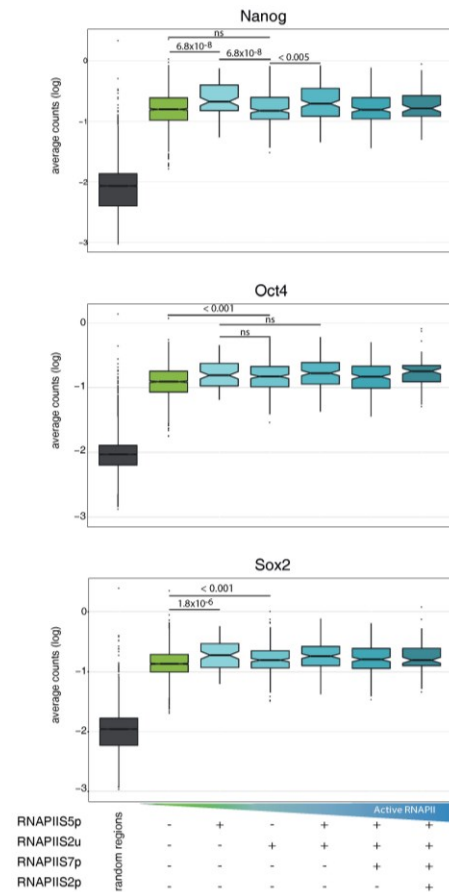 Nanog
ns
6.8x10-8
6.8x10-8
< 0.005
average counts (log)
0
−1
−2
−3
Oct4
< 0.001
ns
ns
average counts (log)
0
−1
−2
−3
Sox2
< 0.001
1.8x10-6
average counts (log)
0
−1
−2
−3
Active RNAPII
random regions
RNAPIIS5p - + - + + +
RNAPIIS2u - - + + + +
RNAPIIS7p - - - - + +
RNAPIIS2p - - - - - +